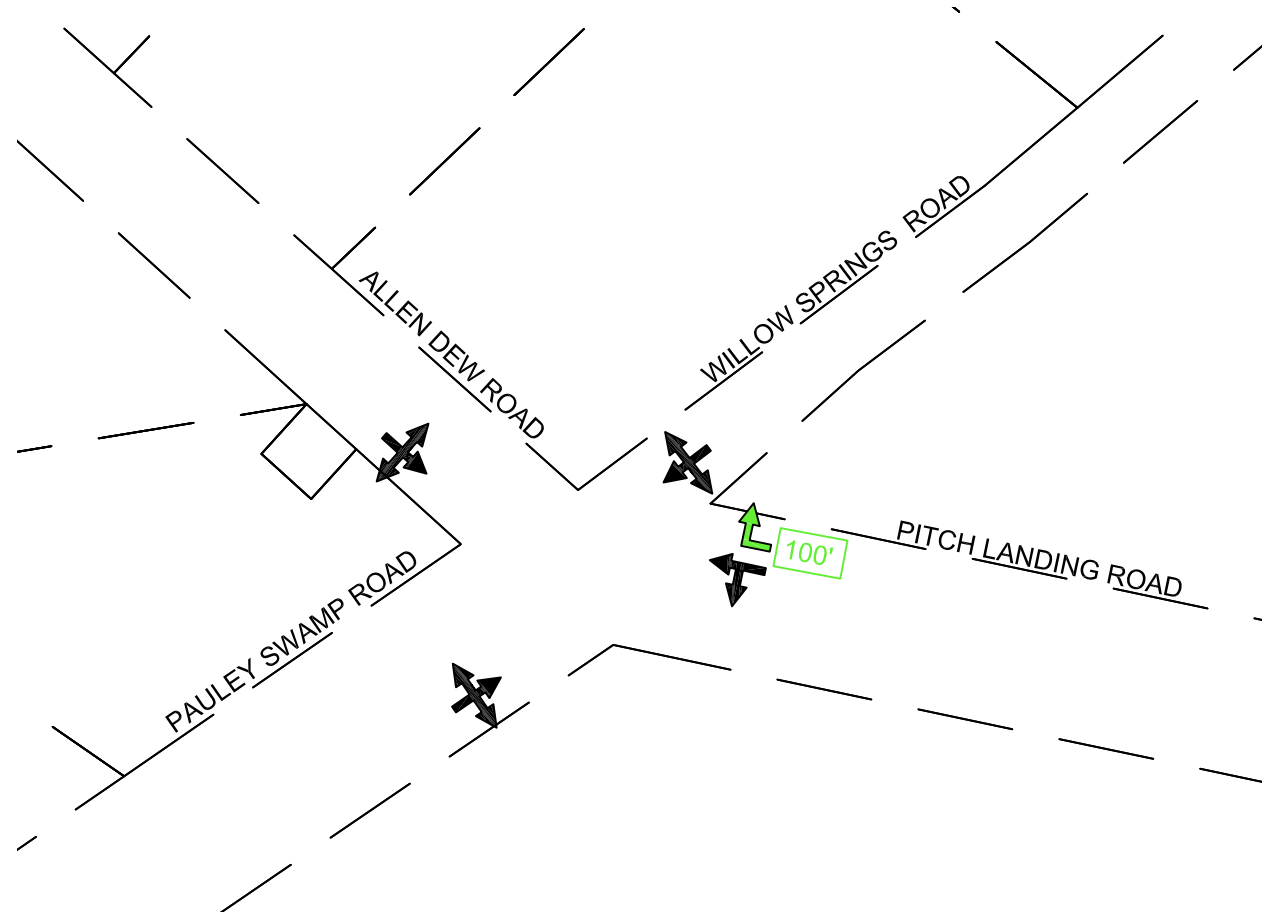 ALLEN DEW ROAD
WILLOW SPRINGS ROAD
PITCH LANDING ROAD
100'
PAULEY SWAMP ROAD